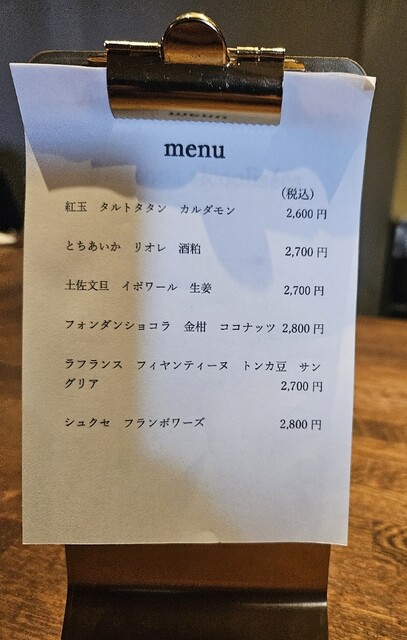 menu
(税込)
紅玉 タルトタタン カルダモン 2,600 円
とちあいか リオレ 酒粕 2,700 円
土佐文旦 イボワール 生姜 2,700 円
フォンダンショコラ 金柑 ココナッツ 2,800 円
ラフランス フィヤンティーヌ トンカ豆 サン
グリア 2,700 円
シュクセ フランボワーズ 2,800 円